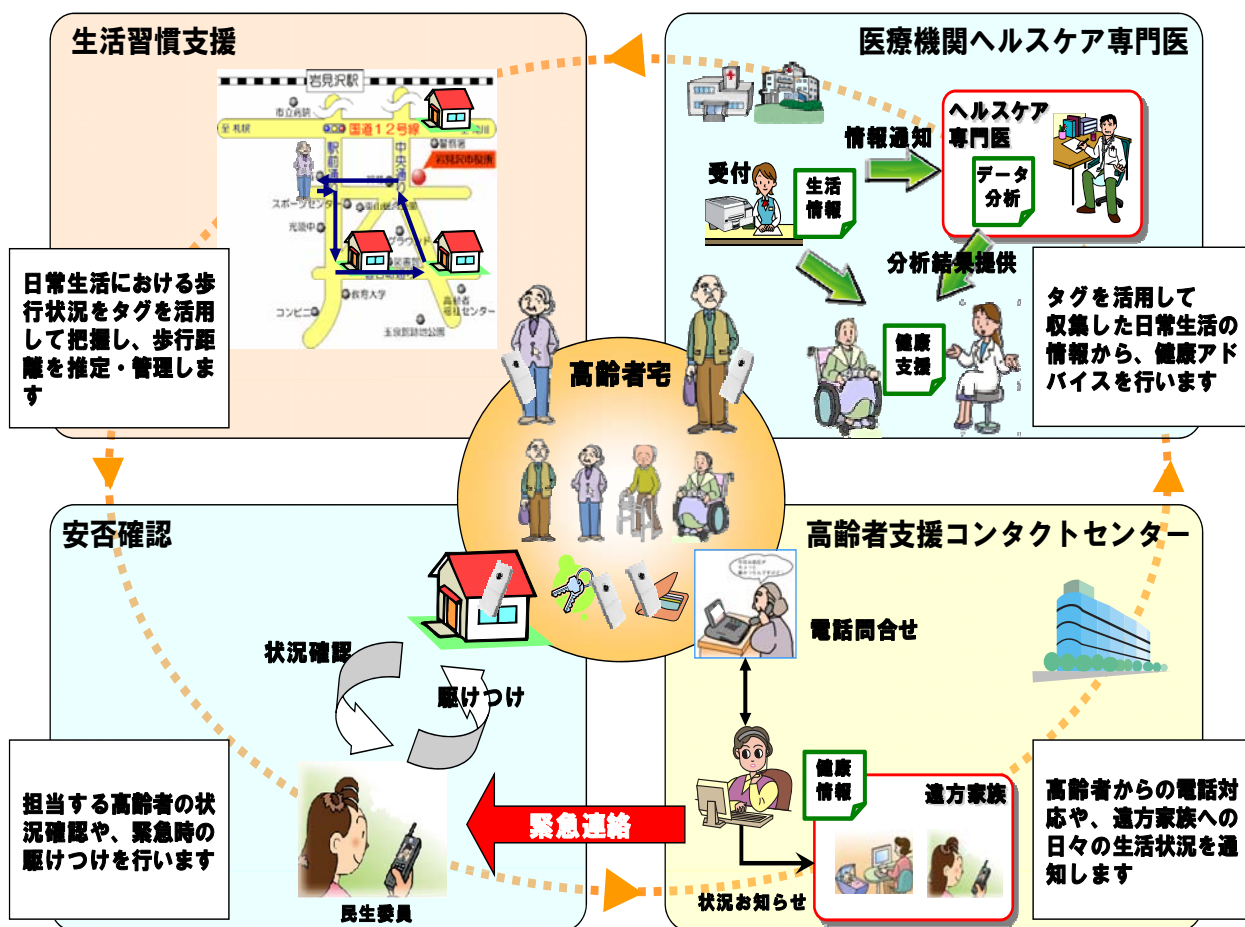 生活習慣支援
岩見沢駅
市立病院
至 札幌
国道12号線
駅前通り
中央通り
警察署
岩見沢市役所
スポーツセンター
光陵中
グラウンド
図書館
教育大学
コンビニ
高齢者
福祉センター
日常生活における歩
行状況をタグを活用
して把握し、歩行距
離を推定・管理しま
す
医療機関ヘルスケア専門医
ヘルスケア
専門医
情報通知
受付
生活
情報
データ
分析
分析結果提供
健康
支援
タグを活用して
収集した日常生活の
情報から、健康アド
バイスを行います
高齢者宅
安否確認
状況確認
駆けつけ
担当する高齢者の状
況確認や、緊急時の
駆けつけを行います
民生委員
緊急連絡
高齢者支援コンタクトセンター
電話問合せ
健康
情報
遠方家族
状況お知らせ
高齢者からの電話対
応や、遠方家族への
日々の生活状況を通
知します